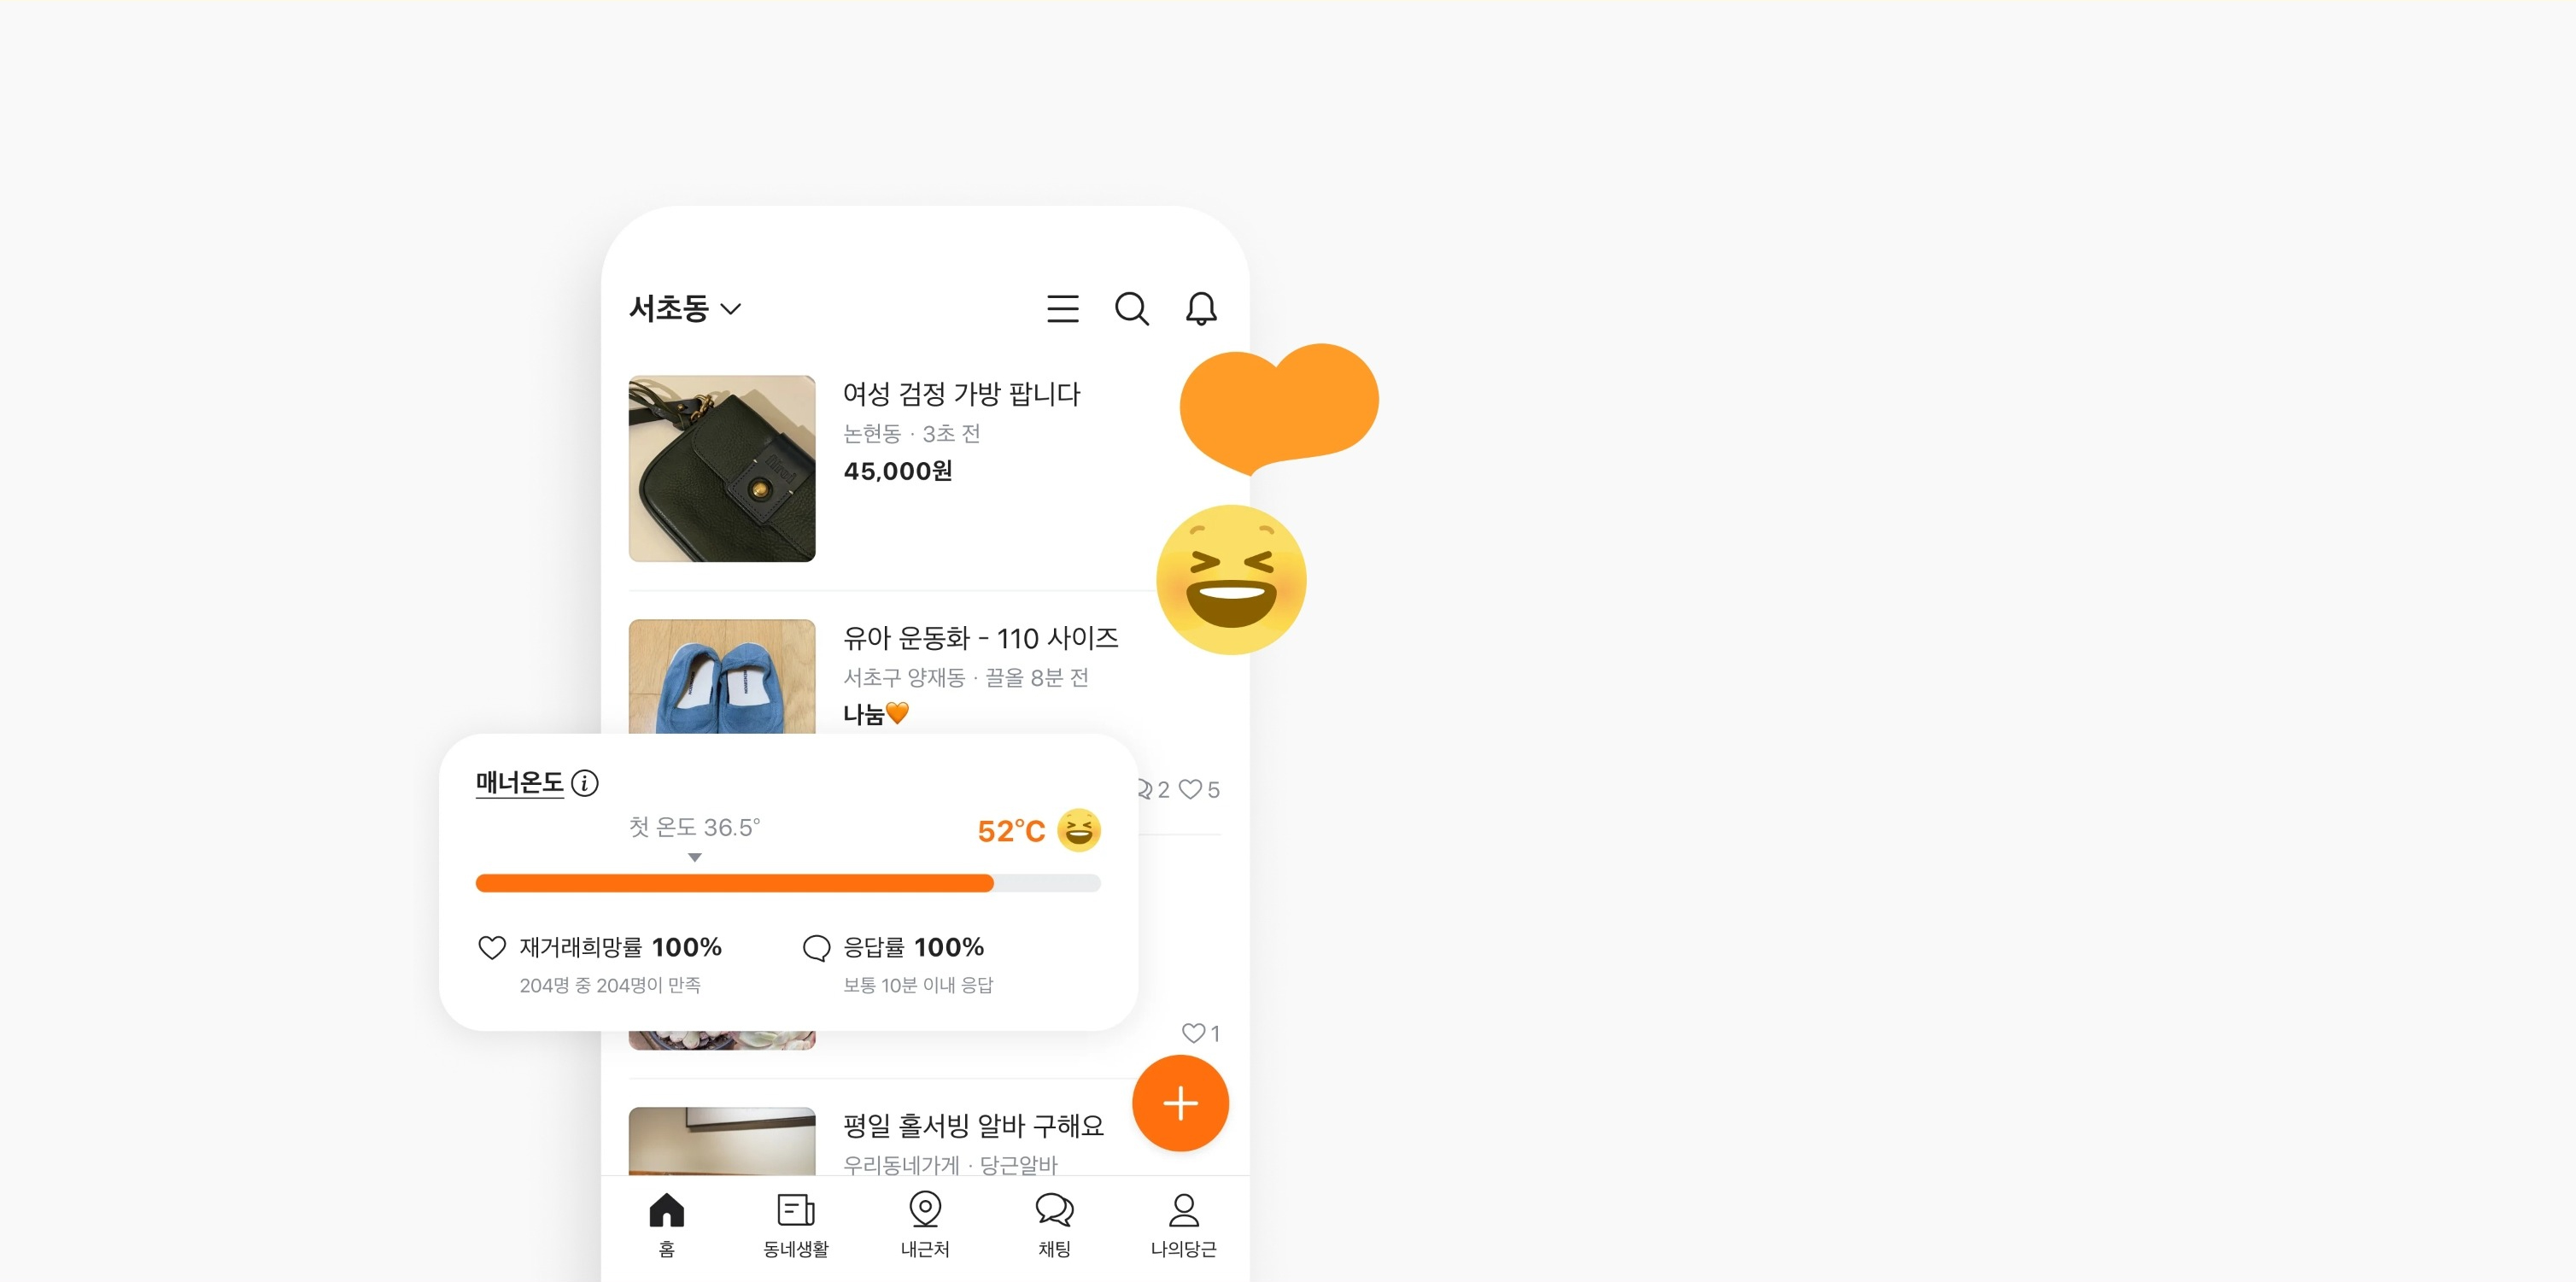 서초동
여성 검정 가방 팝니다
논현동 · 3초 전
45,000원
유아 운동화 - 110 사이즈
서초구 양재동 · 끌올 8분 전
나눔🧡
2 5
매너온도
첫 온도 36.5°
52°C
재거래희망률 100%
204명 중 204명이 만족
응답률 100%
보통 10분 이내 응답
1
평일 홀서빙 알바 구해요
우리동네가게 · 당근알바
홈
동네생활
내근처
채팅
나의당근